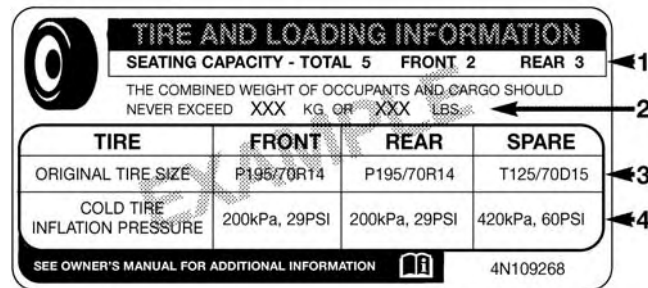 TIRE AND LOADING INFORMATION
SEATING CAPACITY - TOTAL 5 FRONT 2 REAR 3
1
THE COMBINED WEIGHT OF OCCUPANTS AND CARGO SHOULD
NEVER EXCEED XXX KG OR XXX LBS.
2
TIRE FRONT REAR SPARE
ORIGINAL TIRE SIZE P195/70R14 P195/70R14 T125/70D15
3
COLD TIRE
INFLATION PRESSURE 200kPa, 29PSI 200kPa, 29PSI 420kPa, 60PSI
4
EXAMPLE
SEE OWNER'S MANUAL FOR ADDITIONAL INFORMATION 4N109268